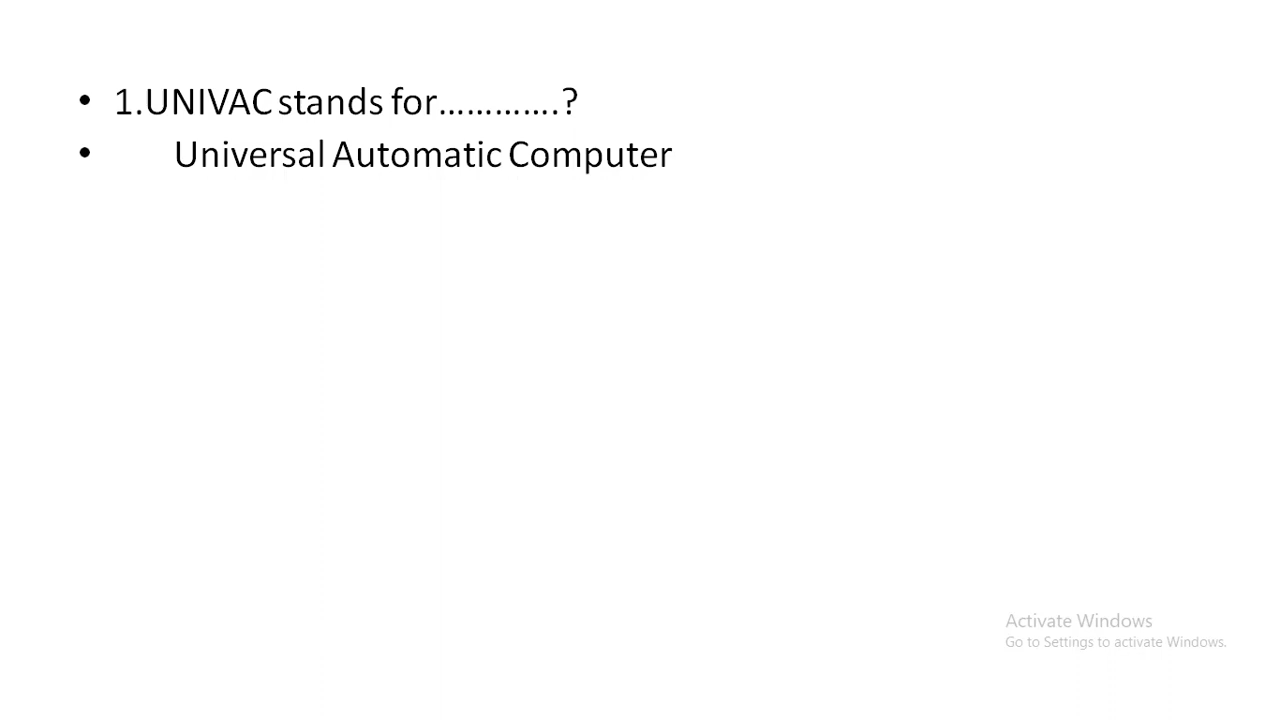 • 1.UNIVAC stands for………….?
• Universal Automatic Computer
Activate Windows
Go to Settings to activate Windows.